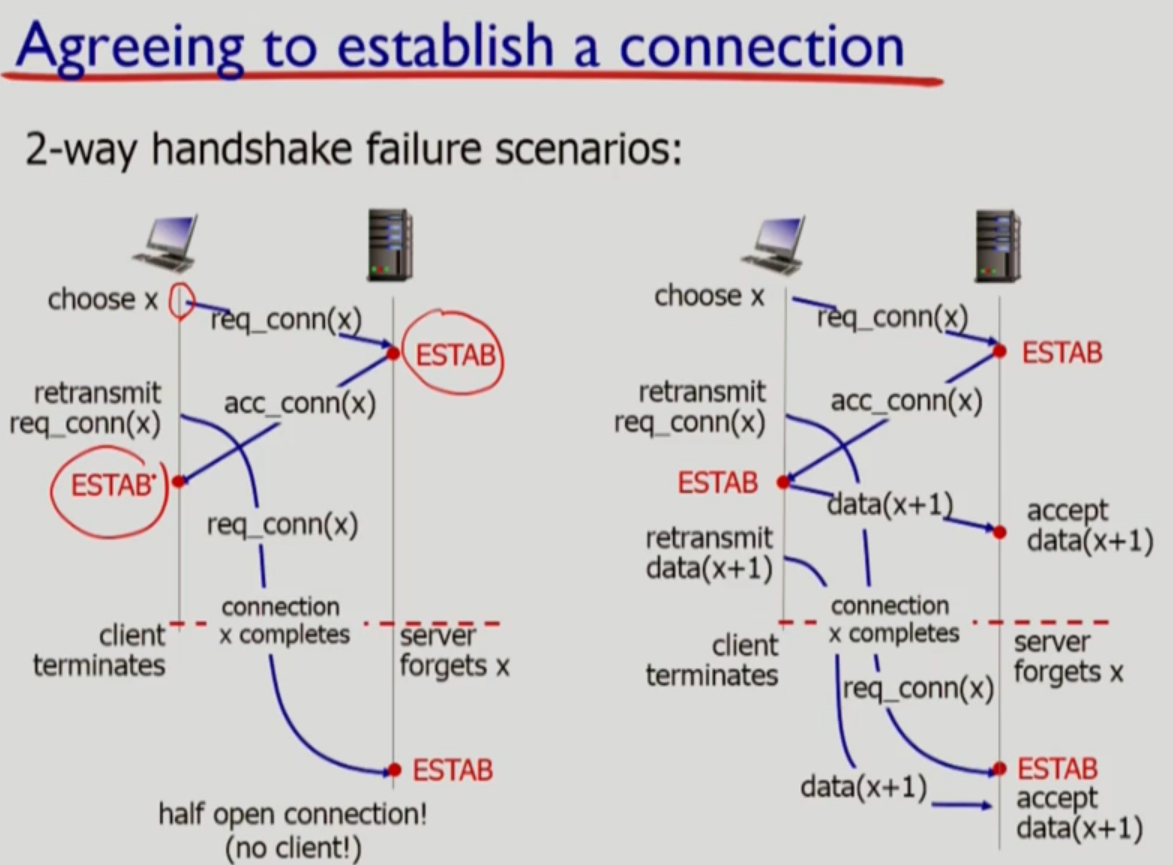 Agreeing to establish a connection
2-way handshake failure scenarios:
choose x
req_conn(x)
ESTAB
retransmit
req_conn(x)
acc_conn(x)
ESTAB
req_conn(x)
connection
x completes
client
terminates
server
forgets x
ESTAB
half open connection!
(no client!)
choose x
req_conn(x)
ESTAB
retransmit
req_conn(x)
acc_conn(x)
ESTAB
data(x+1)
accept
data(x+1)
retransmit
data(x+1)
connection
x completes
client
terminates
server
forgets x
req_conn(x)
ESTAB
data(x+1)
accept
data(x+1)